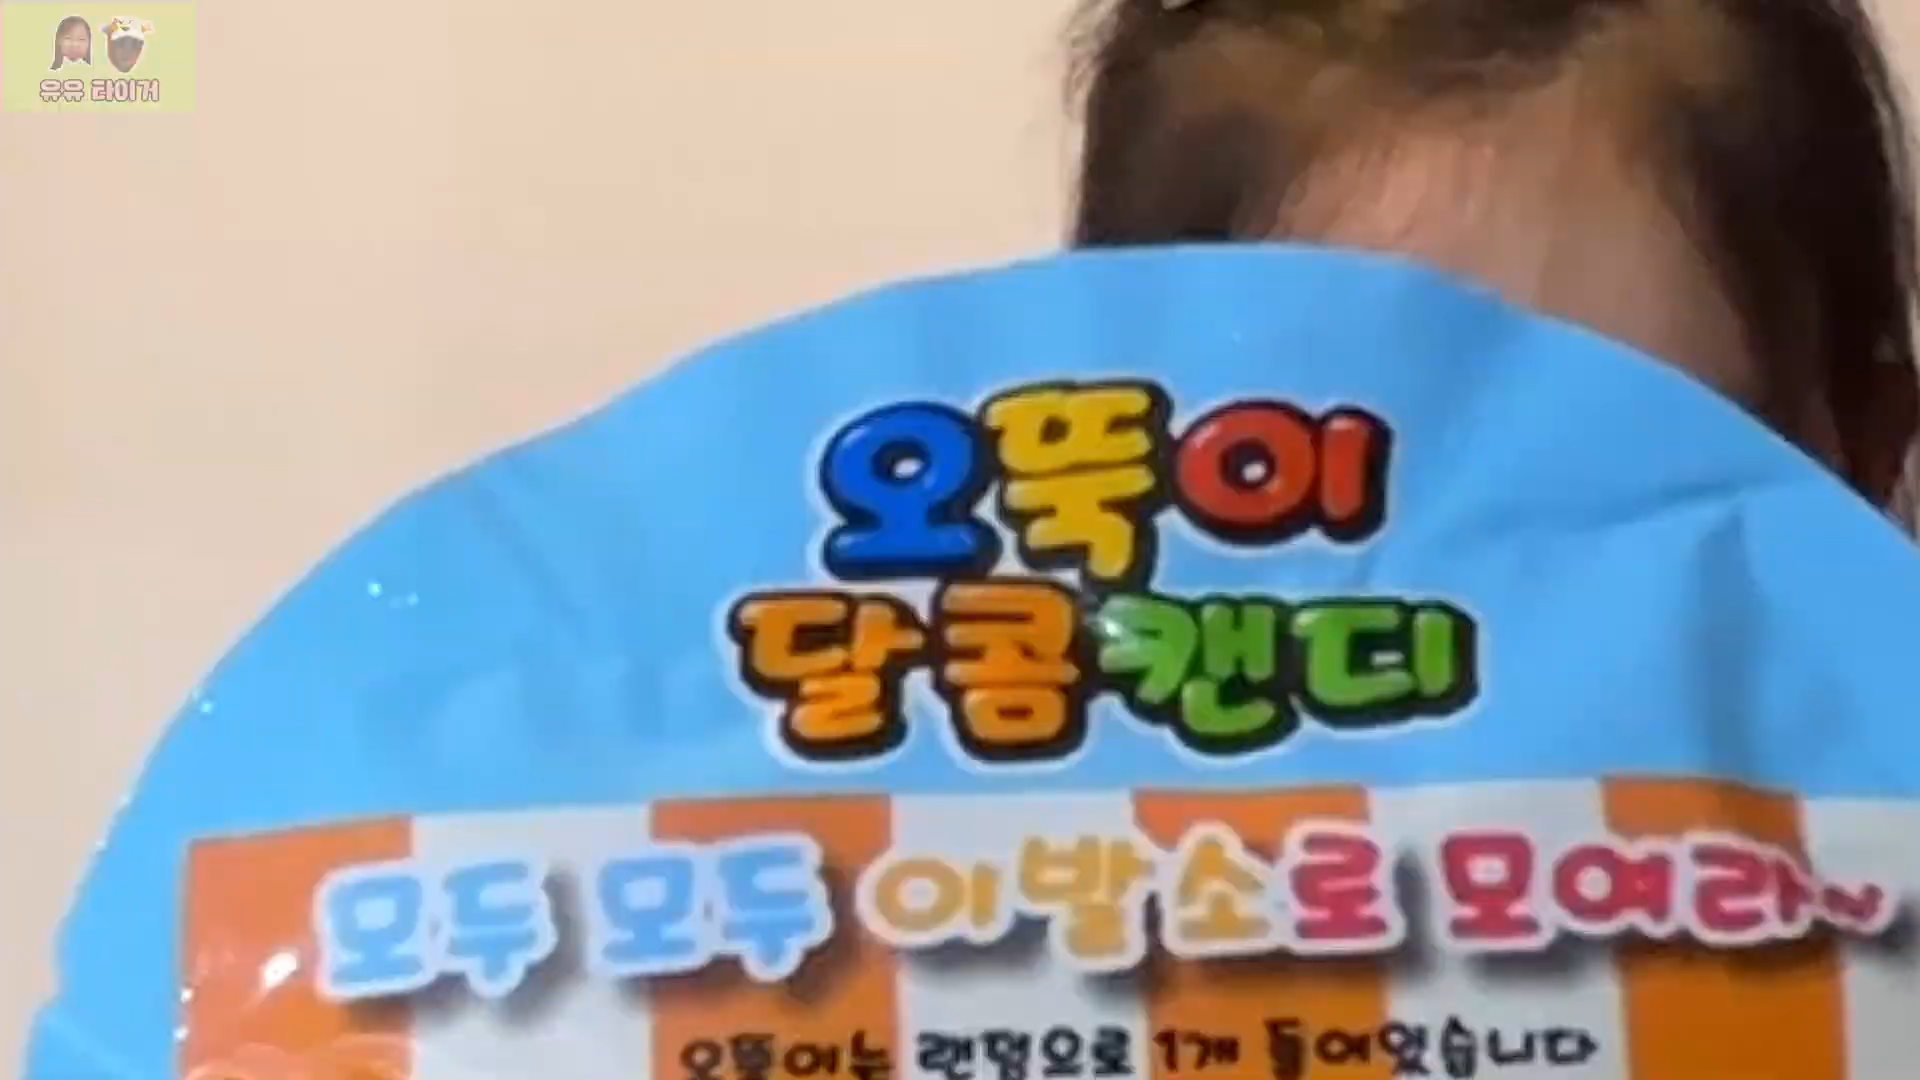 유유 타이거
오뚝이
달콤캔디
모두 모두 이발소로 모여라~
오뚝이는 랜덤으로 1개 들어있습니다